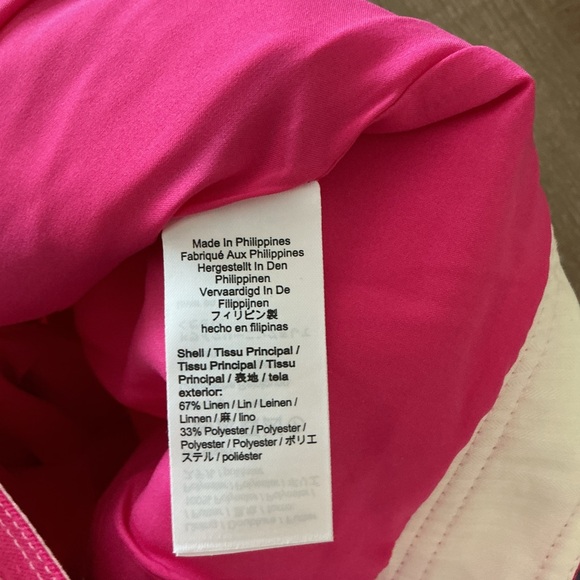 Made In Philippines
Fabriqué Aux Philippines
Hergestellt In Den
Philippinen
Vervaardigd In De
Filippijnen
フィリピン製
hecho en filipinas
Shell / Tissu Principal /
Tissu Principal / Tissu
Principal / 表地 / tela
exterior:
67% Linen / Lin / Leinen /
Linnen / 麻 / lino
33% Polyester / Polyester /
Polyester / Polyester / ポリエ
ステル / poliéster